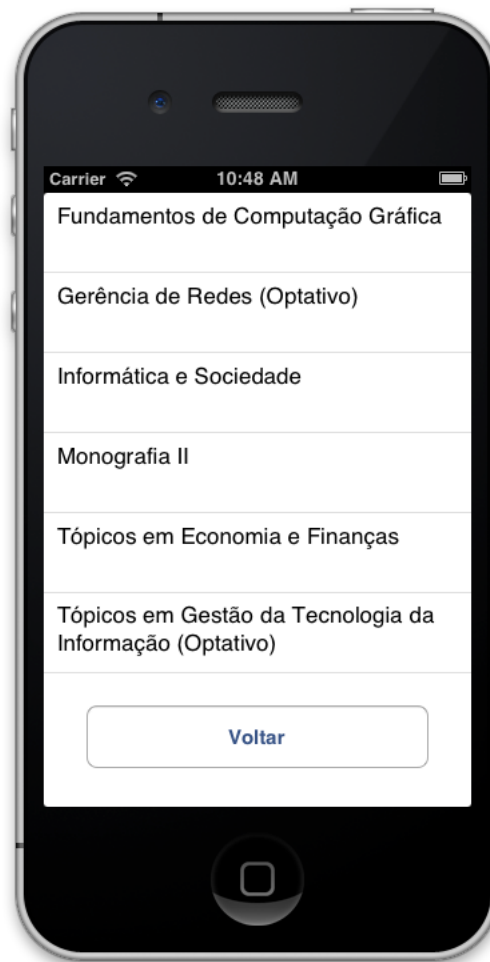 Carrier 10:48 AM
Fundamentos de Computação Gráfica
Gerência de Redes (Optativo)
Informática e Sociedade
Monografia II
Tópicos em Economia e Finanças
Tópicos em Gestão da Tecnologia da
Informação (Optativo)
Voltar